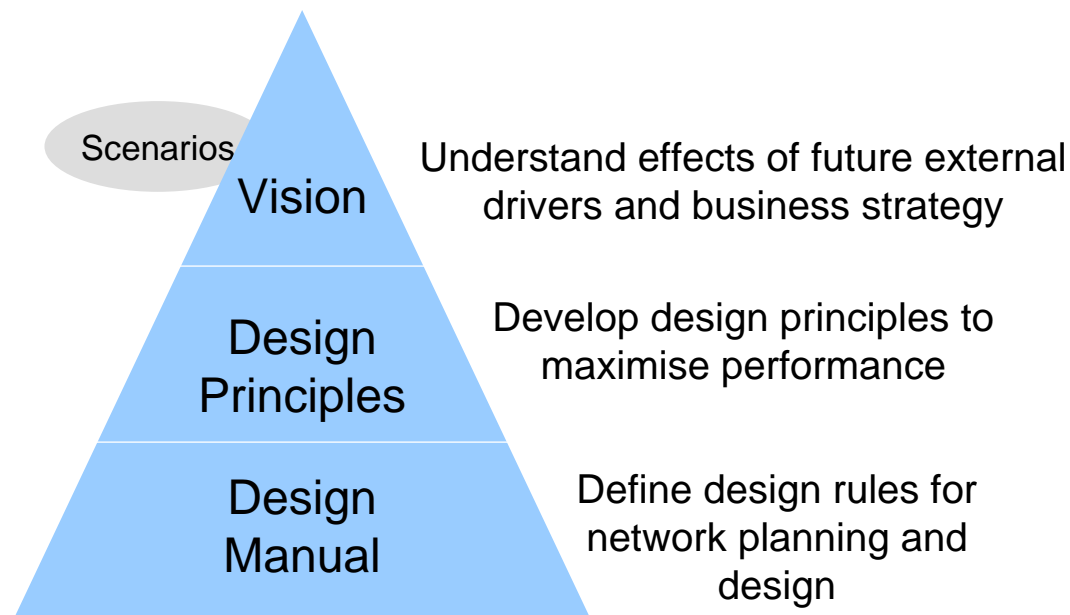 Scenarios
Vision
Understand effects of future external
drivers and business strategy
Design
Principles
Develop design principles to
maximise performance
Design
Manual
Define design rules for
network planning and
design